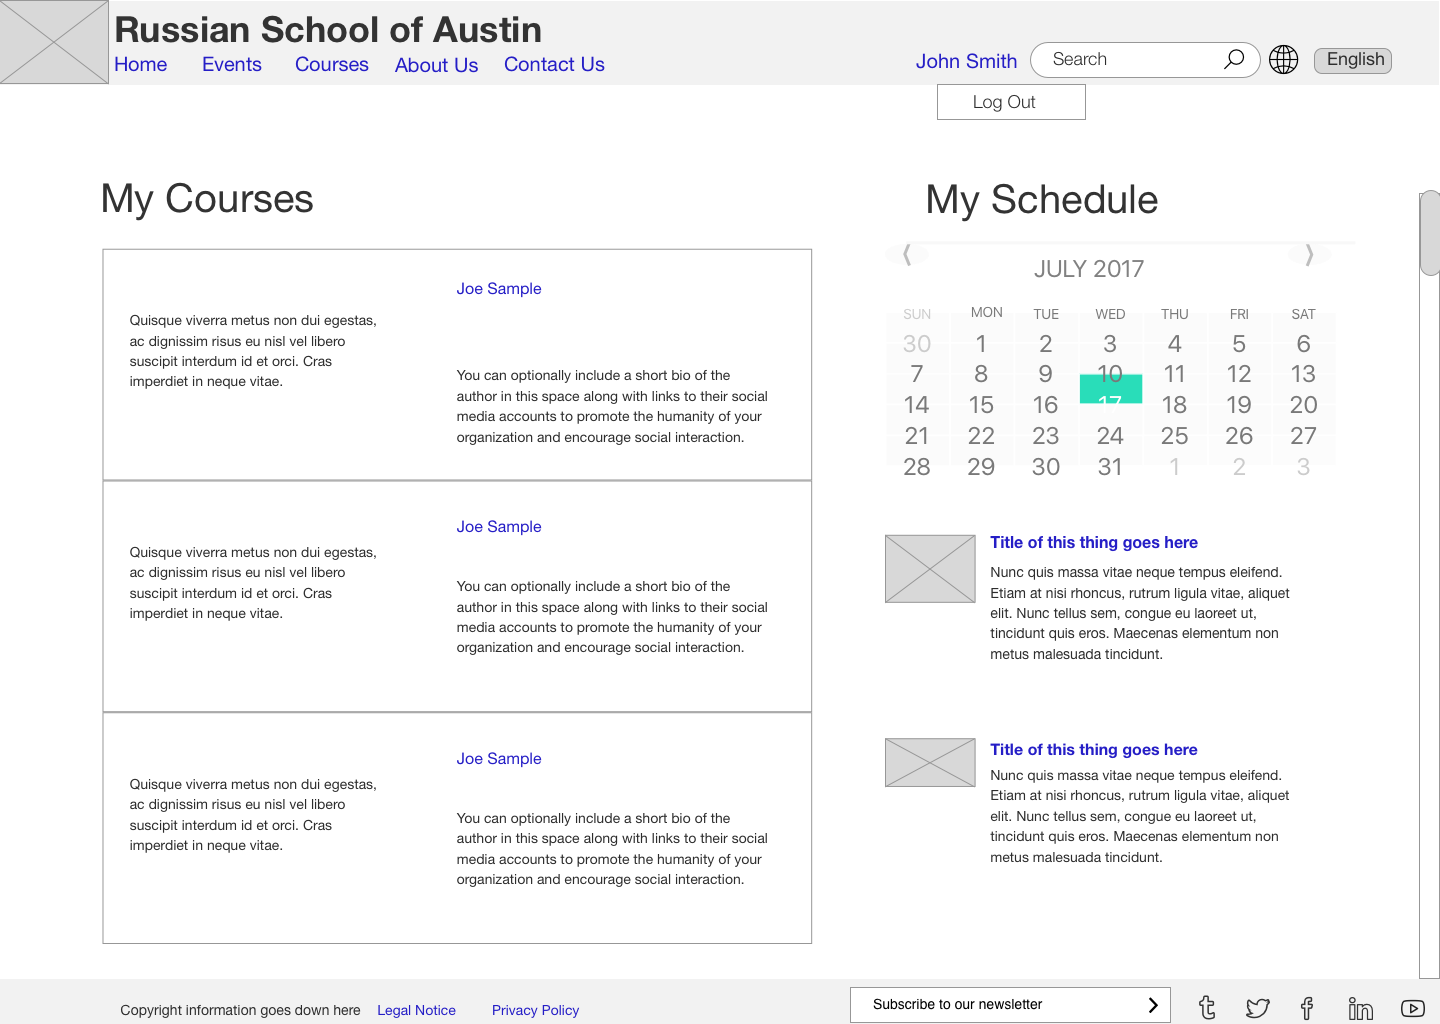 Russian School of Austin
Home Events Courses About Us Contact Us
John Smith Search English
Log Out
My Courses
Joe Sample
Quisque viverra metus non dui egestas,
ac dignissim risus eu nisl vel libero
suscipit interdum id et orci. Cras
imperdiet in neque vitae.
You can optionally include a short bio of the
author in this space along with links to their social
media accounts to promote the humanity of your
organization and encourage social interaction.
Joe Sample
Quisque viverra metus non dui egestas,
ac dignissim risus eu nisl vel libero
suscipit interdum id et orci. Cras
imperdiet in neque vitae.
You can optionally include a short bio of the
author in this space along with links to their social
media accounts to promote the humanity of your
organization and encourage social interaction.
Joe Sample
Quisque viverra metus non dui egestas,
ac dignissim risus eu nisl vel libero
suscipit interdum id et orci. Cras
imperdiet in neque vitae.
You can optionally include a short bio of the
author in this space along with links to their social
media accounts to promote the humanity of your
organization and encourage social interaction.
My Schedule
JULY 2017
SUN MON TUE WED THU FRI SAT
30 1 2 3 4 5 6
7 8 9 10 11 12 13
14 15 16 17 18 19 20
21 22 23 24 25 26 27
28 29 30 31 1 2 3
Title of this thing goes here
Nunc quis massa vitae neque tempus eleifend.
Etiam at nisi rhoncus, rutrum ligula vitae, aliquet
elit. Nunc tellus sem, congue eu laoreet ut,
tincidunt quis eros. Maecenas elementum non
metus malesuada tincidunt.
Title of this thing goes here
Nunc quis massa vitae neque tempus eleifend.
Etiam at nisi rhoncus, rutrum ligula vitae, aliquet
elit. Nunc tellus sem, congue eu laoreet ut,
tincidunt quis eros. Maecenas elementum non
metus malesuada tincidunt.
Copyright information goes down here Legal Notice Privacy Policy
Subscribe to our newsletter